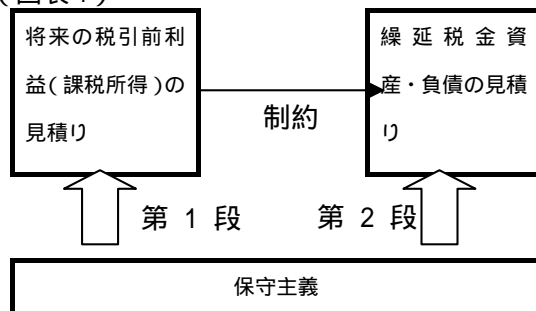 (図表1)
将来の税引前利
益(課税所得)の
見積り
繰延税金資
産・負債の見積
り
制約
第 1 段
第 2 段
保守主義